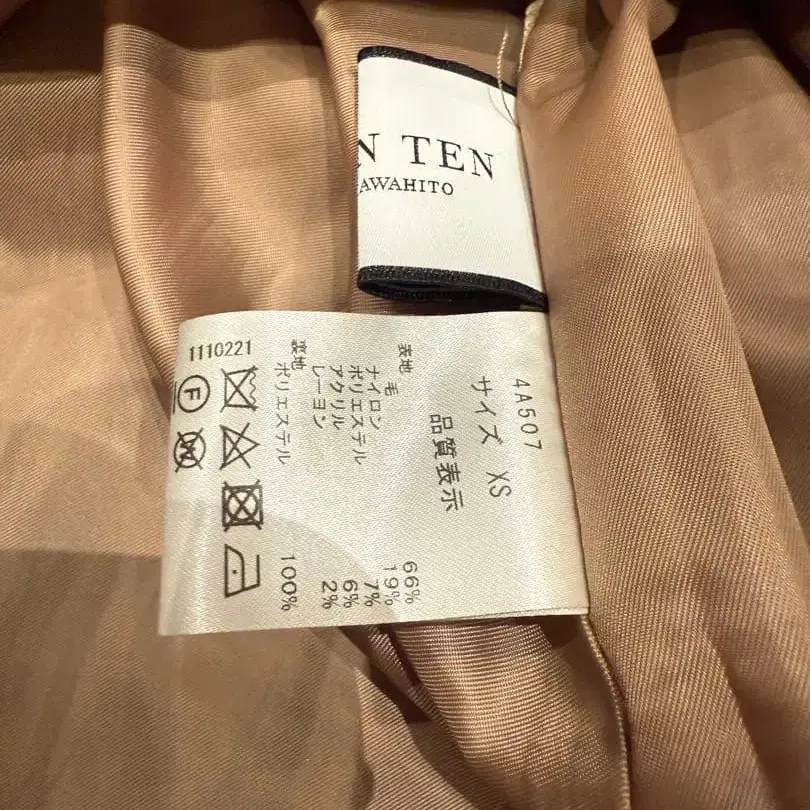 N TEN
AWAHITO
4A507
サイズ XS
品質表示
表地 毛 66%
ナイロン 19%
ポリエステル 7%
アクリル 6%
レーヨン 2%
裏地 ポリエステル 100%
F
W
1110221